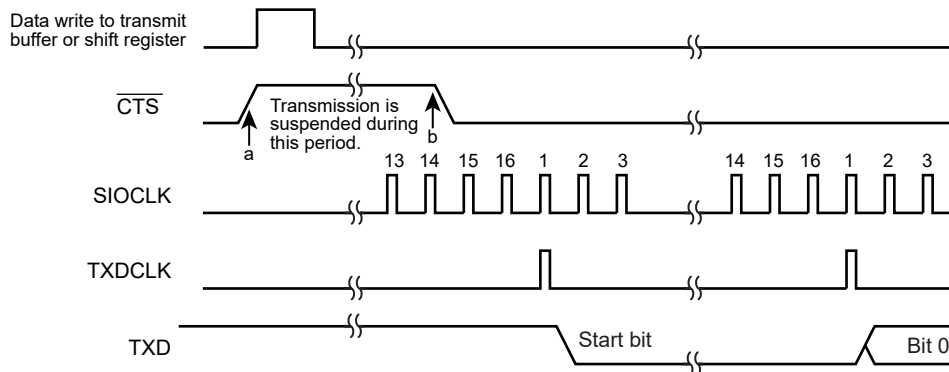 Data write to transmit
buffer or shift register
CTS
Transmission is
suspended during
this period.
a
b
13 14 15 16 1 2 3 14 15 16 1 2 3
SIOCLK
TXDCLK
TXD
Start bit
Bit 0